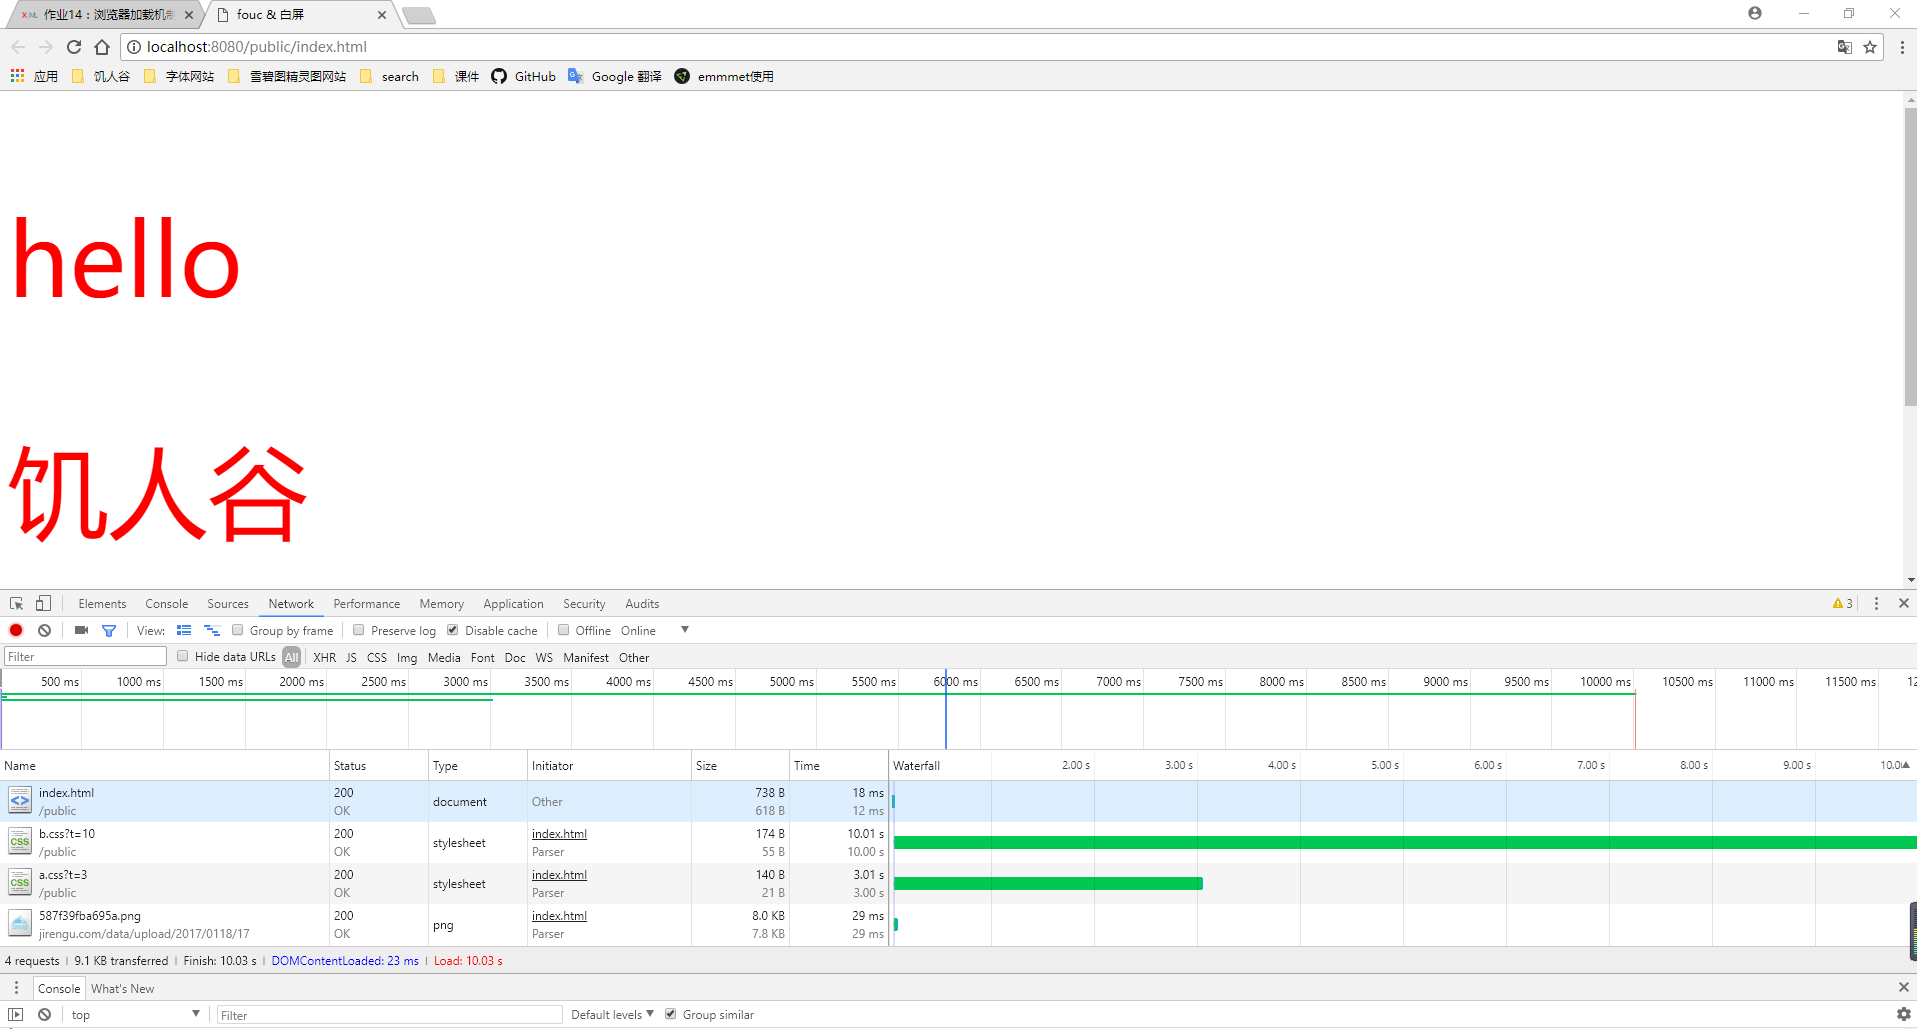 XML 作业14：浏览器加载机制
fouc & 白屏
localhost:8080/public/index.html
应用 饥人谷 字体网站 雪碧图精灵图网站 search 课件 GitHub Google 翻译 emmmet使用
hello
饥人谷
Elements Console Sources Network Performance Memory Application Security Audits 3
View: Group by frame Preserve log Disable cache Offline Online
Filter Hide data URLs All XHR JS CSS Img Media Font Doc WS Manifest Other
500 ms 1000 ms 1500 ms 2000 ms 2500 ms 3000 ms 3500 ms 4000 ms 4500 ms 5000 ms 5500 ms 6000 ms 6500 ms 7000 ms 7500 ms 8000 ms 8500 ms 9000 ms 9500 ms 10000 ms 10500 ms 11000 ms 11500 ms 12
Name Status Type Initiator Size Time Waterfall 2.00 s 3.00 s 4.00 s 5.00 s 6.00 s 7.00 s 8.00 s 9.00 s 10.0
index.html 200 document Other 738 B 18 ms
/public OK 618 B 12 ms
b.css?t=10 200 stylesheet index.html 174 B 10.01 s
/public OK Parser 55 B 10.00 s
a.css?t=3 200 stylesheet index.html 140 B 3.01 s
/public OK Parser 21 B 3.00 s
587f39fba695a.png 200 png index.html 8.0 KB 29 ms
jirengu.com/data/upload/2017/0118/17 OK Parser 7.8 KB 29 ms
4 requests | 9.1 KB transferred | Finish: 10.03 s | DOMContentLoaded: 23 ms | Load: 10.03 s
Console What's New
top Filter Default levels Group similar